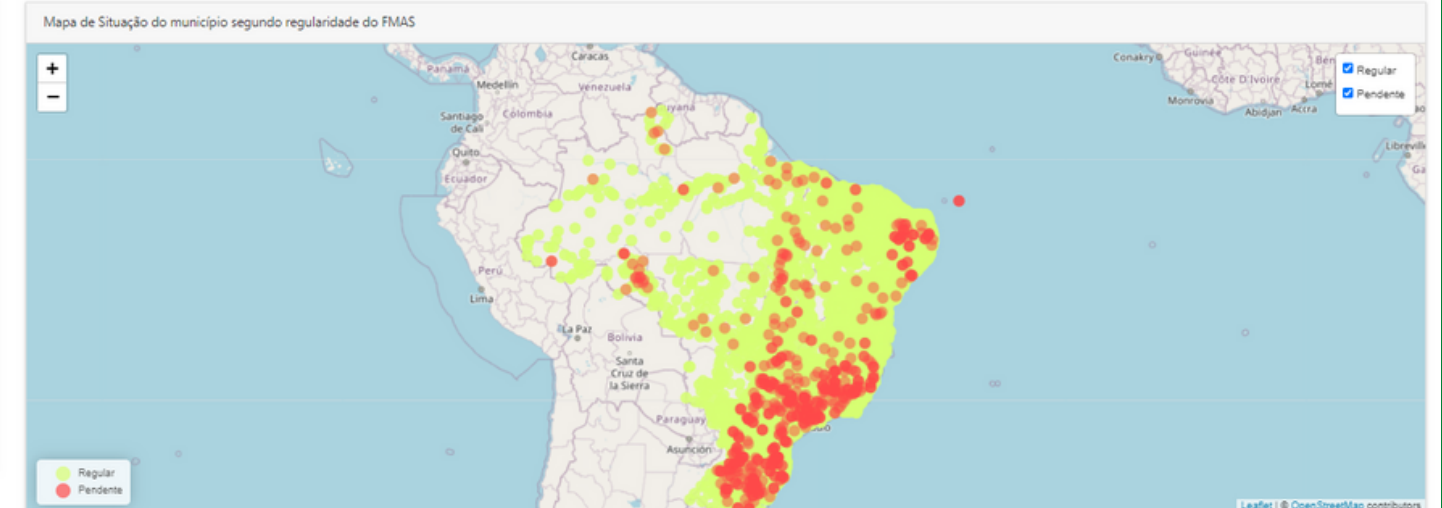 Mapa de Situação do município segundo regularidade do FMAS
+
−
Caracas
Panamá
Medellín
Venezuela
Colombia
Santiago
de Cali
Quito
Ecuador
Perú
Lima
La Paz
Bolivia
Santa
Cruz de
la Sierra
Paraguay
Asunción
Conakry
Guinée
Côte D'Ivoire
Monrovia
Abidjan
Accra
Lomé
Libreville
Regular
Pendente
Regular
Pendente
Leaflet | © OpenStreetMap contributors